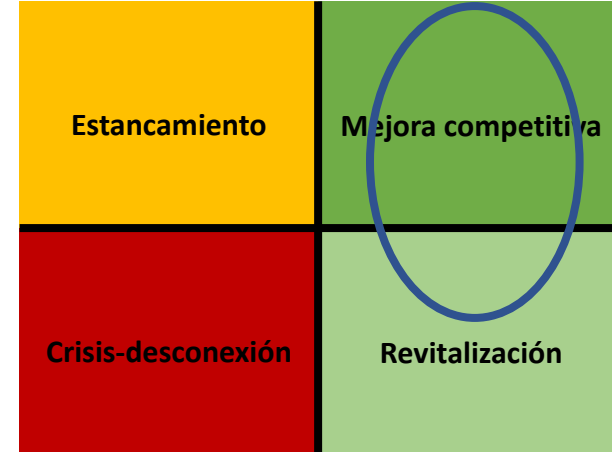 Estancamiento
Mejora competitiva
Crisis-desconexión
Revitalización